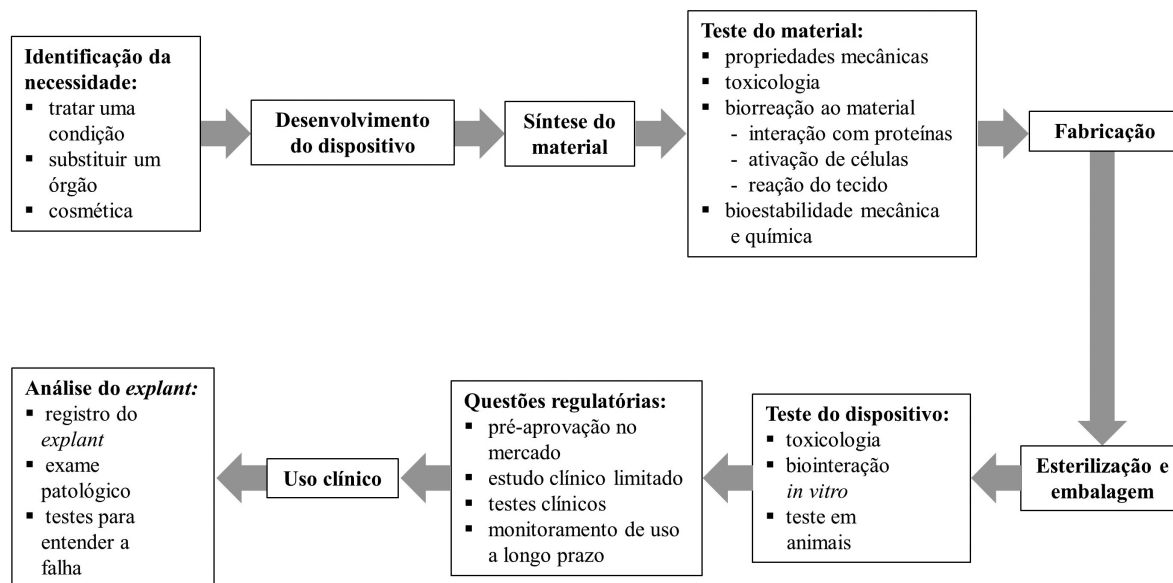 Identificação da
necessidade:
▪ tratar uma
condição
▪ substituir um
órgão
▪ cosmética
Desenvolvimento
do dispositivo
Síntese do
material
Teste do material:
▪ propriedades mecânicas
▪ toxicologia
▪ biorreação ao material
- interação com proteínas
- ativação de células
- reação do tecido
▪ bioestabilidade mecânica
e química
Fabricação
Esterilização e
embalagem
Teste do dispositivo:
▪ toxicologia
▪ biointeração
in vitro
▪ teste em
animais
Questões regulatórias:
▪ pré-aprovação no
mercado
▪ estudo clínico limitado
▪ testes clínicos
▪ monitoramento de uso
a longo prazo
Uso clínico
Análise do explant:
▪ registro do
explant
▪ exame
patológico
▪ testes para
entender a
falha